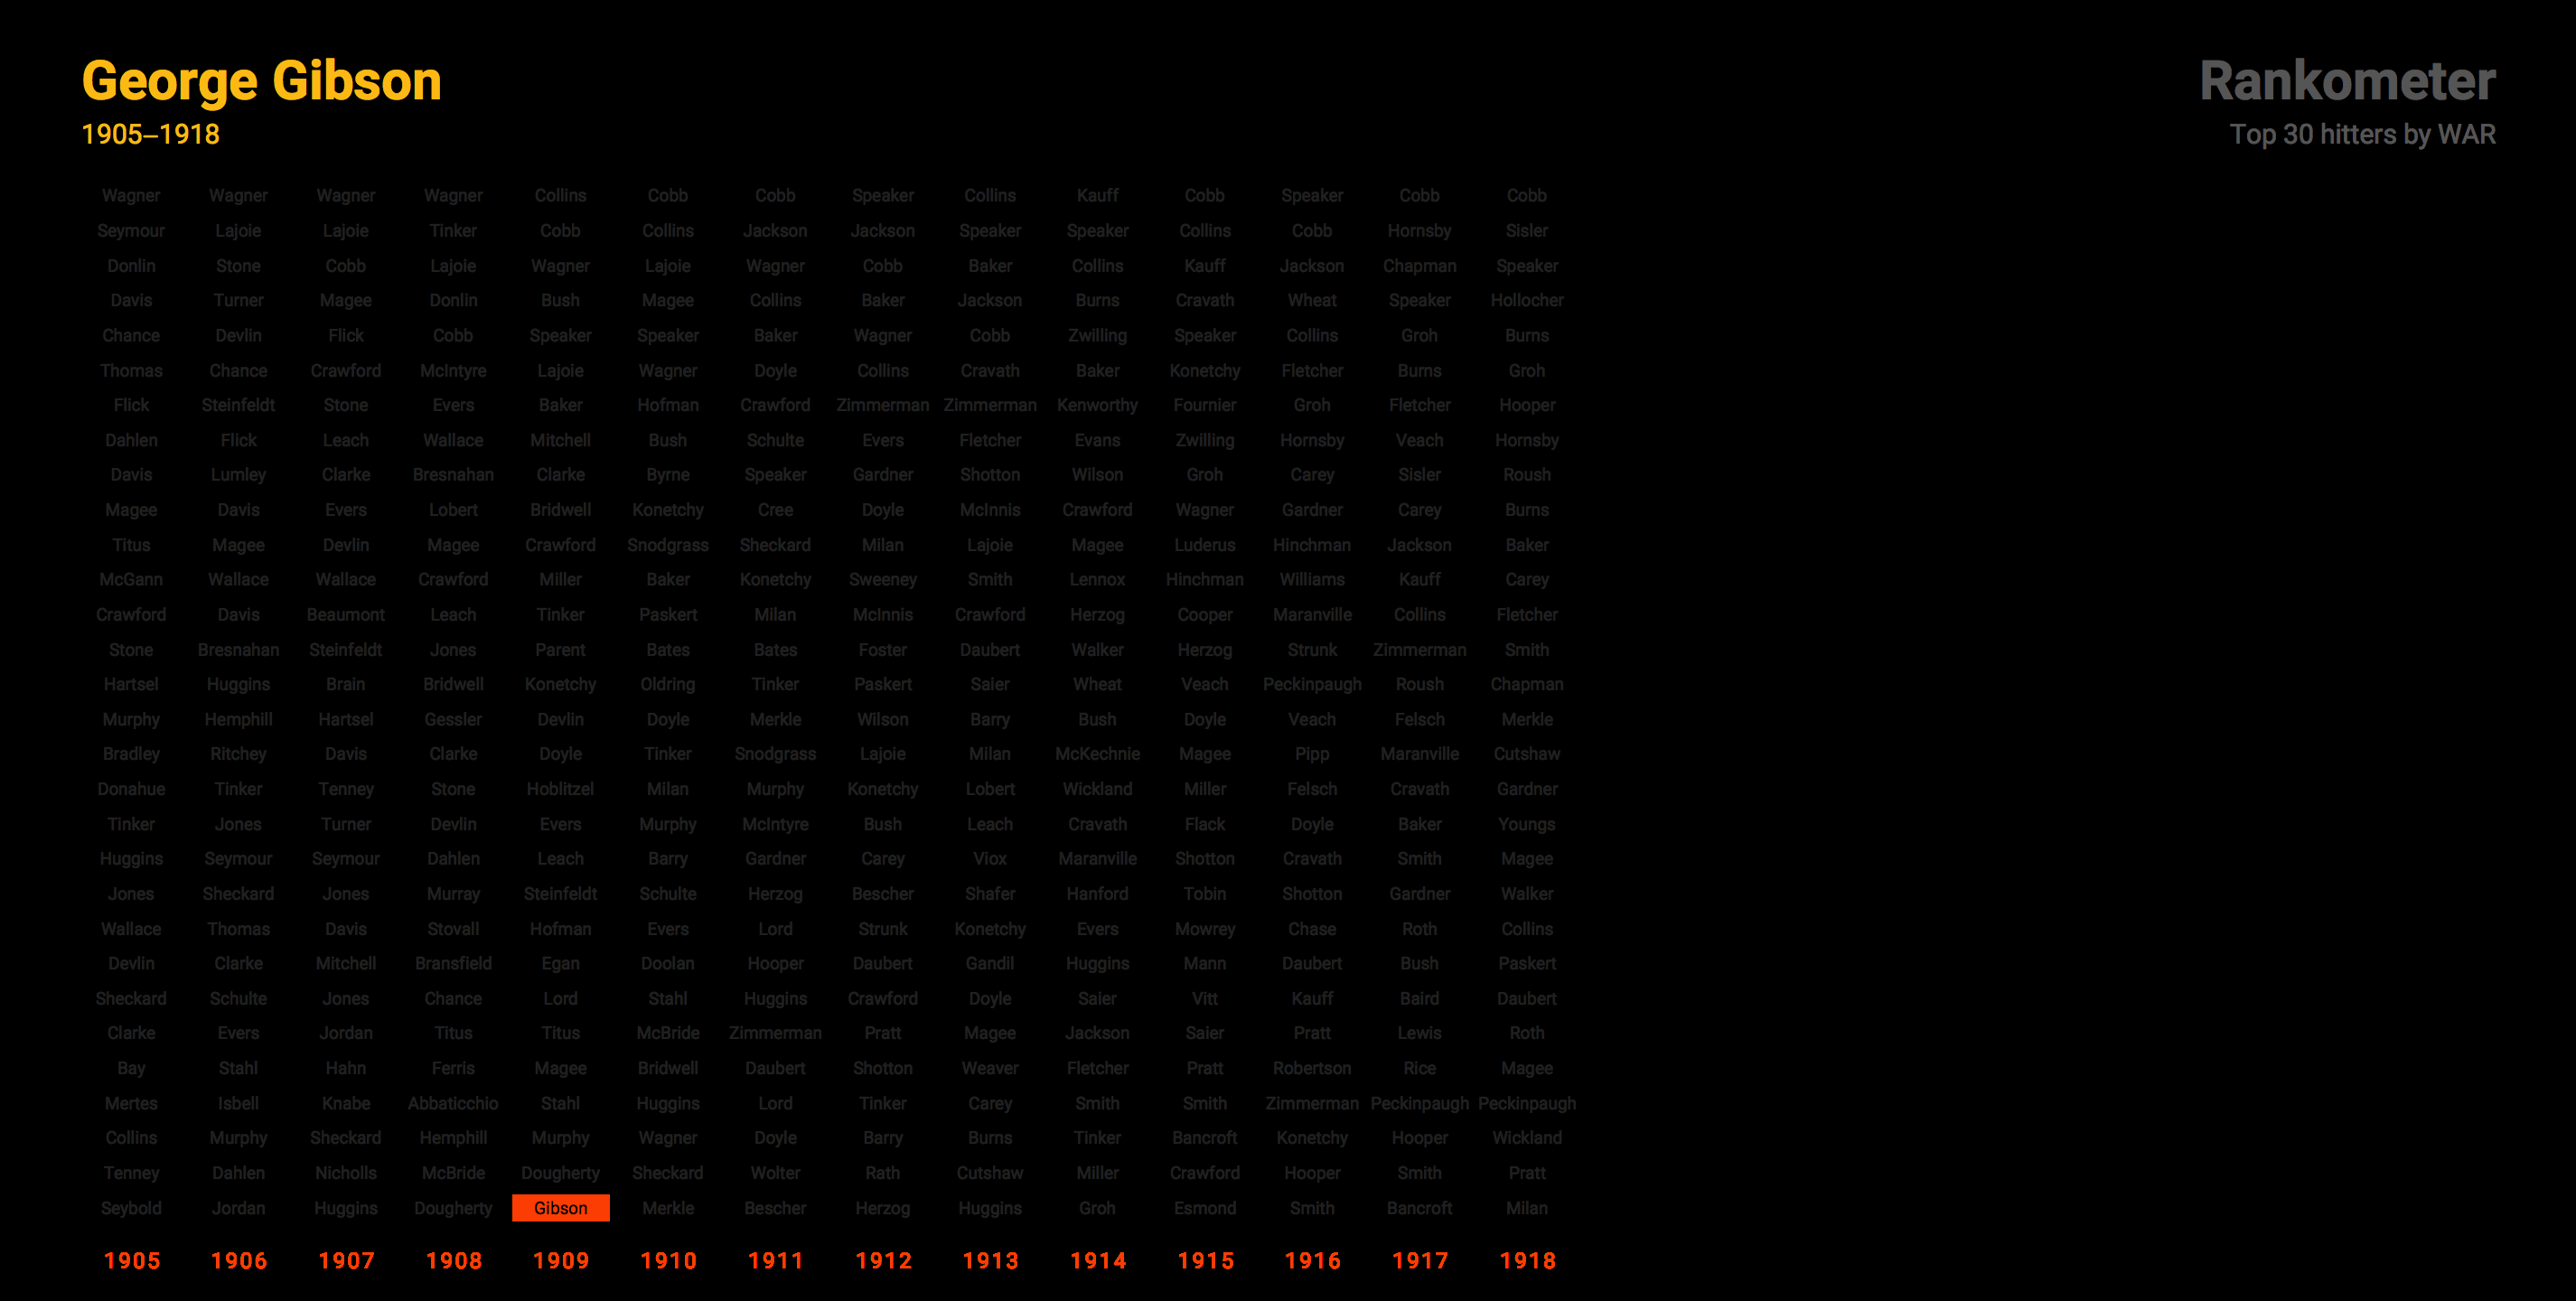 George Gibson
Rankometer
1905–1918
Top 30 hitters by WAR
Wagner Wagner Wagner Wagner Collins Cobb Cobb Speaker Collins Kauff Cobb Speaker Cobb Cobb
Seymour Lajoie Lajoie Tinker Cobb Collins Jackson Jackson Speaker Speaker Collins Cobb Hornsby Sisler
Donlin Stone Cobb Lajoie Wagner Lajoie Wagner Cobb Baker Collins Kauff Jackson Chapman Speaker
Davis Turner Magee Donlin Bush Magee Collins Baker Jackson Burns Cravath Wheat Speaker Hollocher
Chance Devlin Flick Cobb Speaker Speaker Baker Wagner Cobb Zwilling Speaker Collins Groh Burns
Thomas Chance Crawford McIntyre Lajoie Wagner Doyle Collins Cravath Baker Konetchy Fletcher Burns Groh
Flick Steinfeldt Stone Evers Baker Hofman Crawford Zimmerman Zimmerman Kenworthy Fournier Groh Fletcher Hooper
Dahlen Flick Leach Wallace Mitchell Bush Schulte Evers Fletcher Evans Zwilling Hornsby Veach Hornsby
Davis Lumley Clarke Bresnahan Clarke Byrne Speaker Gardner Shotton Wilson Groh Carey Sisler Roush
Magee Davis Evers Lobert Bridwell Konetchy Cree Doyle McInnis Crawford Wagner Gardner Carey Burns
Titus Magee Devlin Magee Crawford Snodgrass Sheckard Milan Lajoie Magee Luderus Hinchman Jackson Baker
McGann Wallace Wallace Crawford Miller Baker Konetchy Sweeney Smith Lennox Hinchman Williams Kauff Carey
Crawford Davis Beaumont Leach Tinker Paskert Milan McInnis Crawford Herzog Cooper Maranville Collins Fletcher
Stone Bresnahan Steinfeldt Jones Parent Bates Bates Foster Daubert Walker Herzog Strunk Zimmerman Smith
Hartsel Huggins Brain Bridwell Konetchy Oldring Tinker Paskert Saier Wheat Veach Peckinpaugh Roush Chapman
Murphy Hemphill Hartsel Gessler Devlin Doyle Merkle Wilson Barry Bush Doyle Veach Felsch Merkle
Bradley Ritchey Davis Clarke Doyle Tinker Snodgrass Lajoie Milan McKechnie Magee Pipp Maranville Cutshaw
Donahue Tinker Tenney Stone Hoblitzel Milan Murphy Konetchy Lobert Wickland Miller Felsch Cravath Gardner
Tinker Jones Turner Devlin Evers Murphy McIntyre Bush Leach Cravath Flack Doyle Baker Youngs
Huggins Seymour Seymour Dahlen Leach Barry Gardner Carey Viox Maranville Shotton Cravath Smith Magee
Jones Sheckard Jones Murray Steinfeldt Schulte Herzog Bescher Shafer Hanford Tobin Shotton Gardner Walker
Wallace Thomas Davis Stovall Hofman Evers Lord Strunk Konetchy Evers Mowrey Chase Roth Collins
Devlin Clarke Mitchell Bransfield Egan Doolan Hooper Daubert Gandil Huggins Mann Daubert Bush Paskert
Sheckard Schulte Jones Chance Lord Stahl Huggins Crawford Doyle Saier Vitt Kauff Baird Daubert
Clarke Evers Jordan Titus Titus McBride Zimmerman Pratt Magee Jackson Saier Pratt Lewis Roth
Bay Stahl Hahn Ferris Magee Bridwell Daubert Shotton Weaver Fletcher Pratt Robertson Rice Magee
Mertes Isbell Knabe Abbaticchio Stahl Huggins Lord Tinker Carey Smith Smith Zimmerman Peckinpaugh Peckinpaugh
Collins Murphy Sheckard Hemphill Murphy Wagner Doyle Barry Burns Tinker Bancroft Konetchy Hooper Wickland
Tenney Dahlen Nicholls McBride Dougherty Sheckard Wolter Rath Cutshaw Miller Crawford Hooper Smith Pratt
Seybold Jordan Huggins Dougherty Gibson Merkle Bescher Herzog Huggins Groh Esmond Smith Bancroft Milan
1905 1906 1907 1908 1909 1910 1911 1912 1913 1914 1915 1916 1917 1918